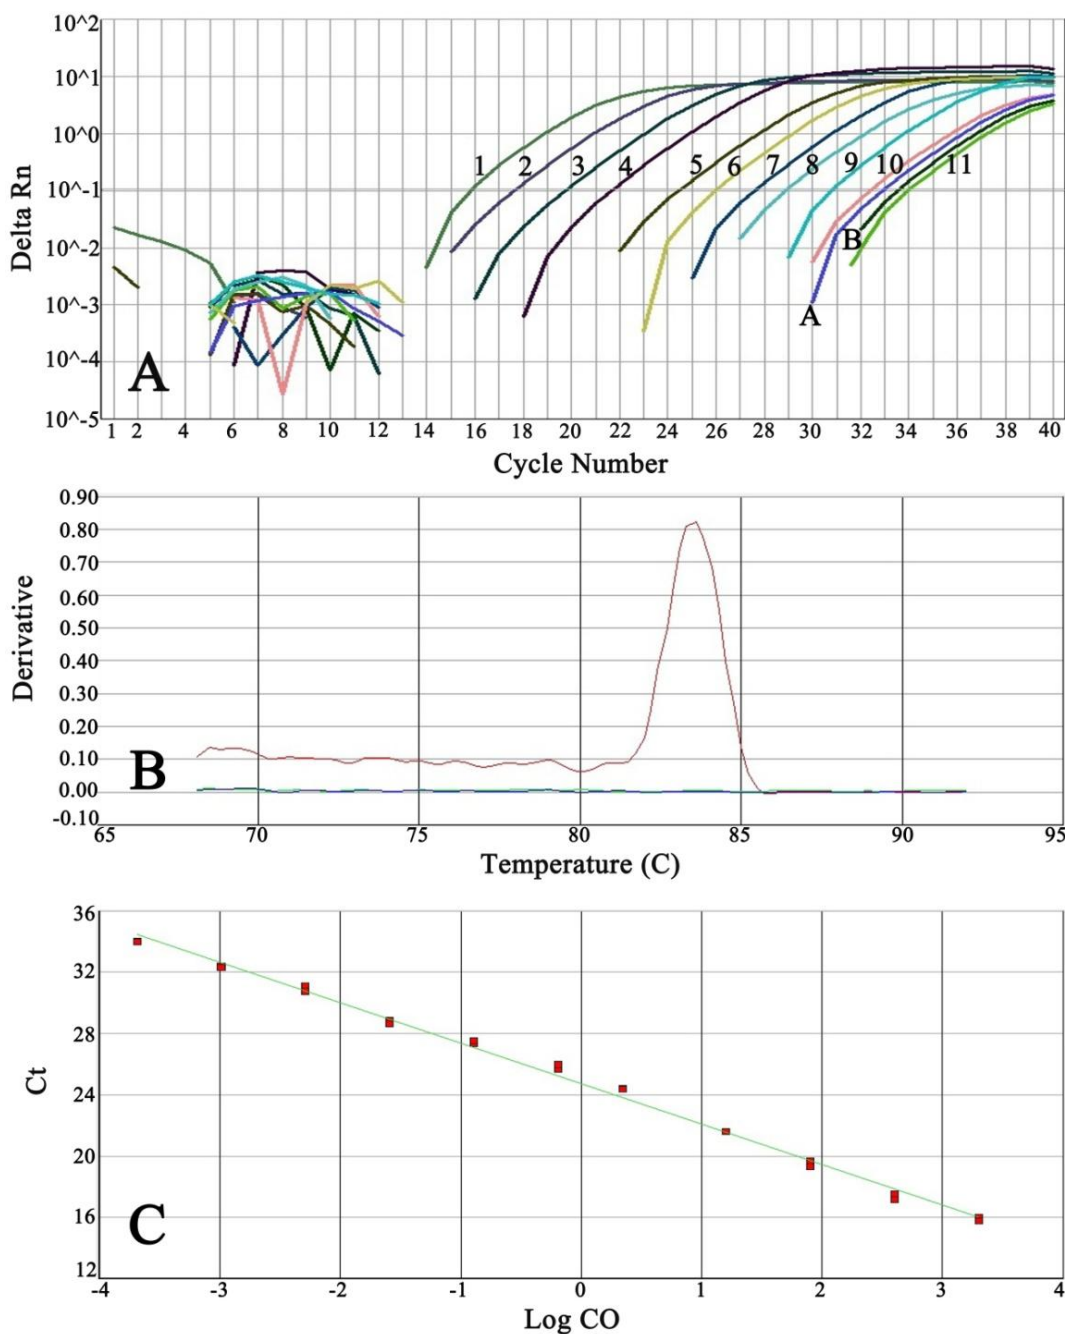 10^2
10^1
10^0
10^-1
10^-2
10^-3
10^-4
10^-5
Delta Rn
1 2 3 4 5 6 7 8 9 10 11
B
A
A
1 2 4 6 8 10 12 14 16 18 20 22 24 26 28 30 32 34 36 38 40
Cycle Number
0.90
0.80
0.70
0.60
0.50
0.40
0.30
0.20
0.10
0.00
-0.10
Derivative
B
65 70 75 80 85 90 95
Temperature (C)
36
32
28
24
20
16
12
Ct
C
-4 -3 -2 -1 0 1 2 3 4
Log CO